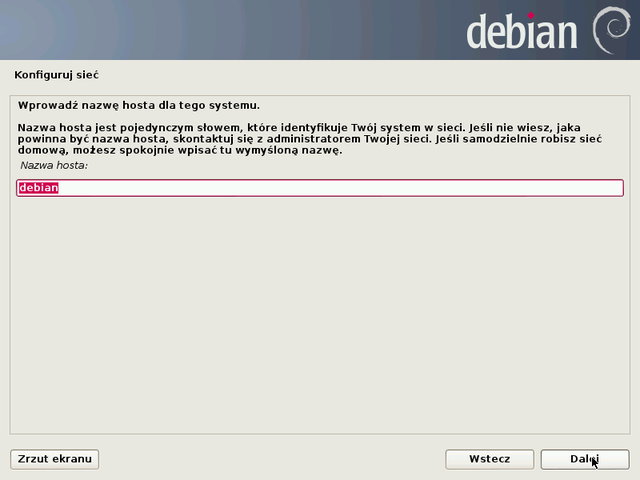 debian
Konfiguruj sieć
Wprowadź nazwę hosta dla tego systemu.
Nazwa hosta jest pojedynczym słowem, które identyfikuje Twój system w sieci. Jeśli nie wiesz, jaka
powinna być nazwa hosta, skontaktuj się z administratorem Twojej sieci. Jeśli samodzielnie robisz sieć
domową, możesz spokojnie wpisać tu wymyśloną nazwę.
Nazwa hosta:
debian
Zrzut ekranu
Wstecz
Dalej